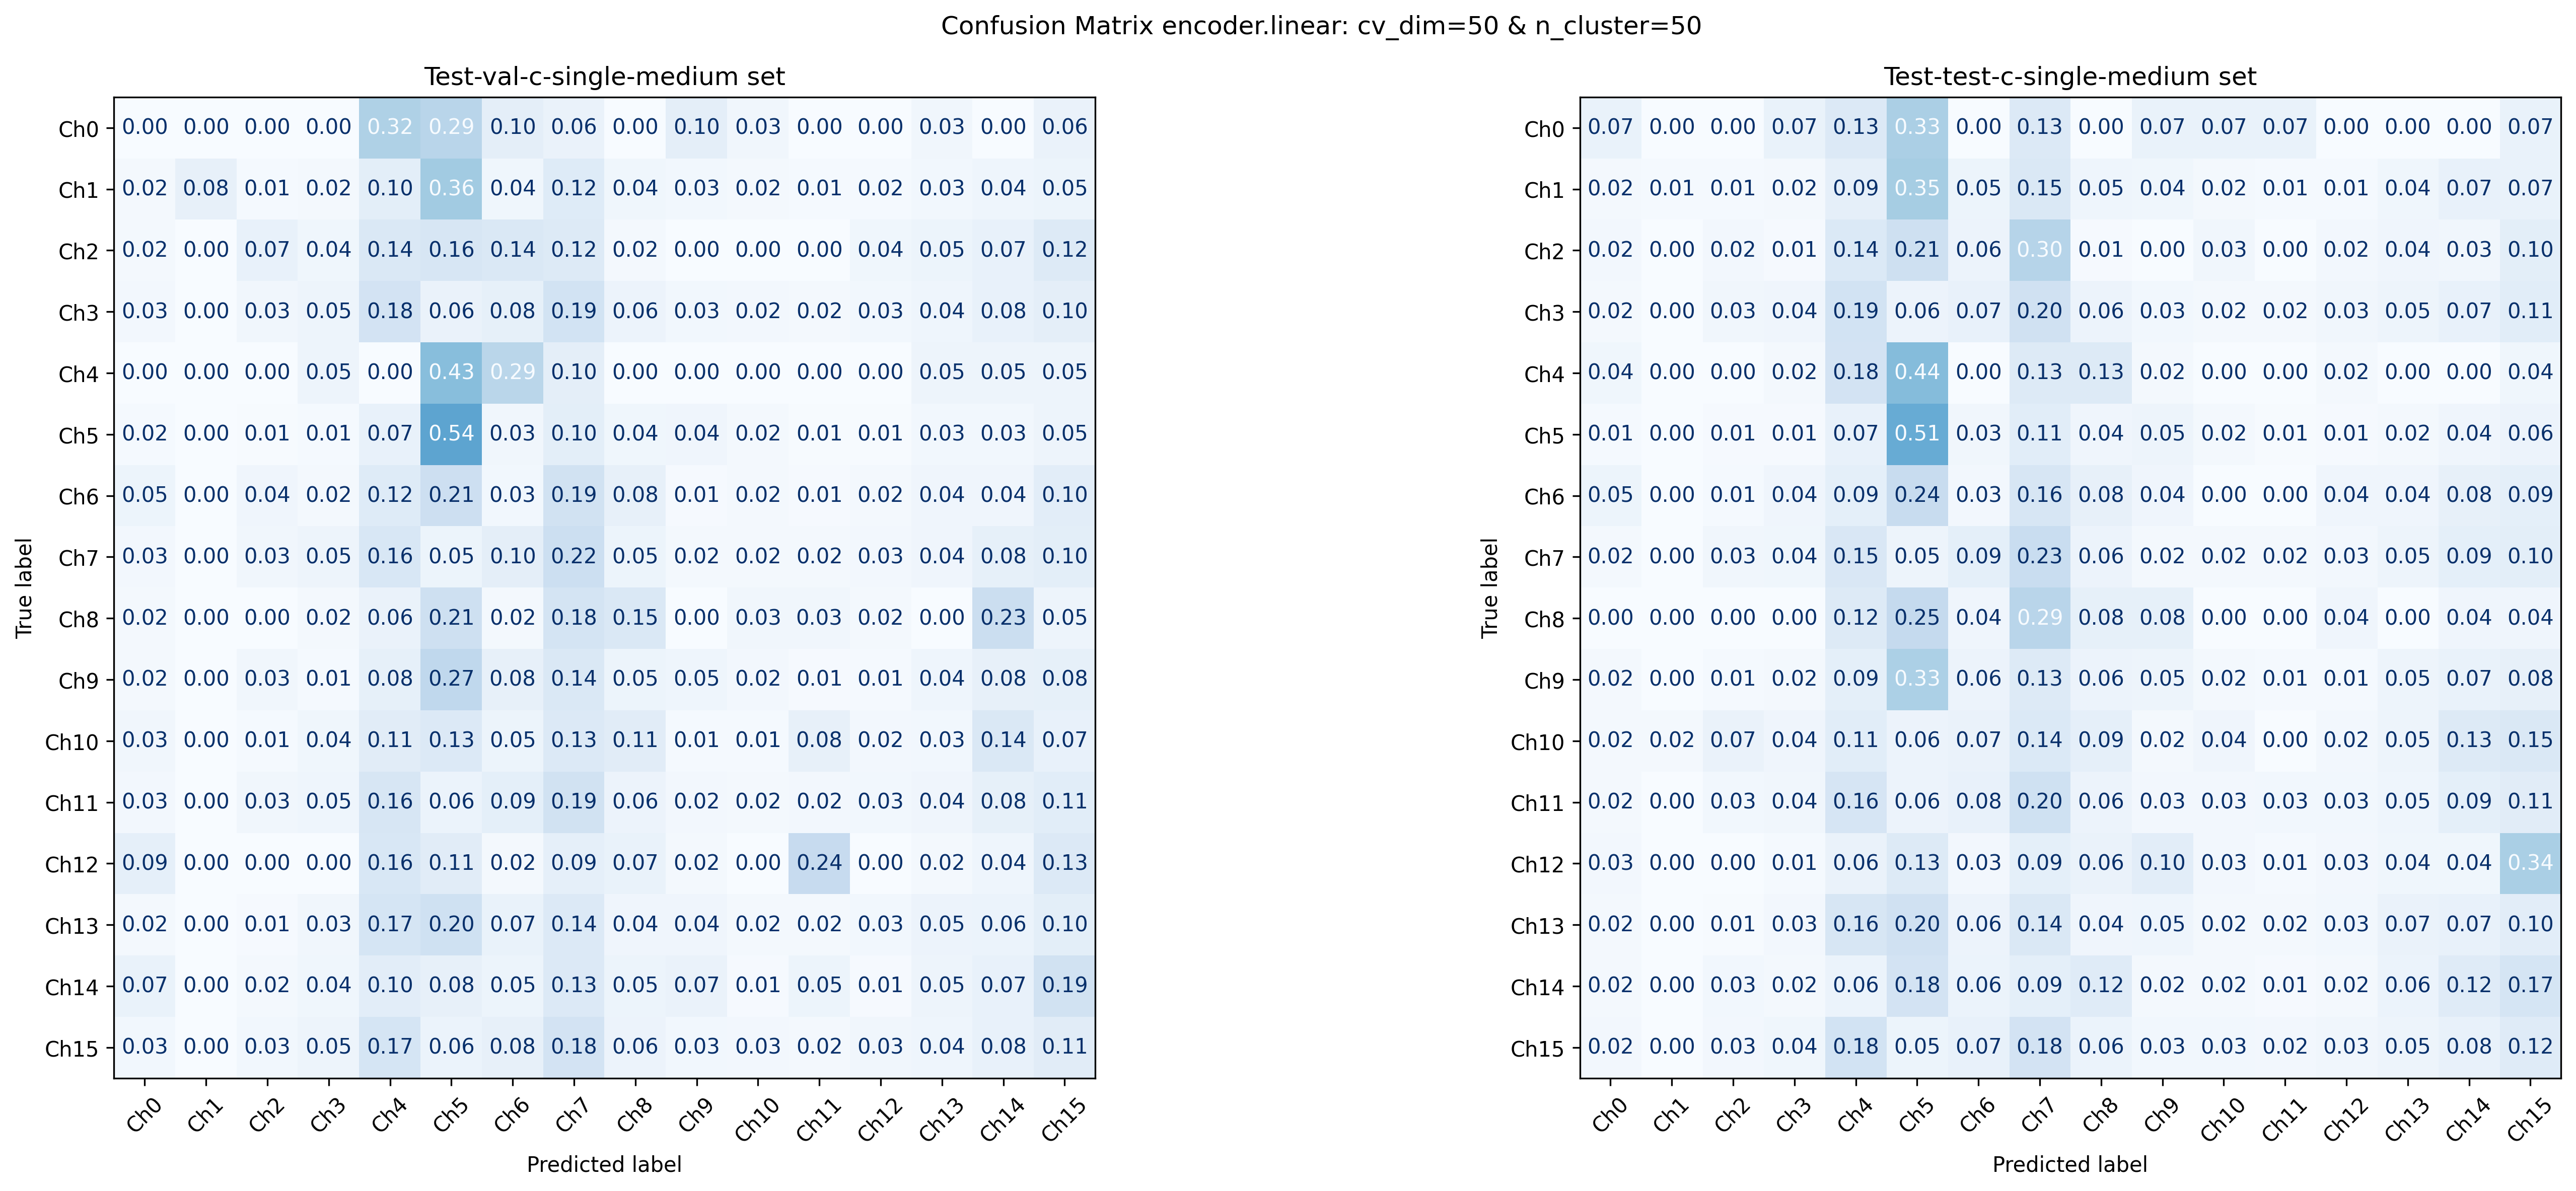 Confusion Matrix encoder.linear: cv_dim=50 & n_cluster=50
Test-val-c-single-medium set
True label
Ch0 0.00 0.00 0.00 0.00 0.32 0.29 0.10 0.06 0.00 0.10 0.03 0.00 0.00 0.03 0.00 0.06
Ch1 0.02 0.08 0.01 0.02 0.10 0.36 0.04 0.12 0.04 0.03 0.02 0.01 0.02 0.03 0.04 0.05
Ch2 0.02 0.00 0.07 0.04 0.14 0.16 0.14 0.12 0.02 0.00 0.00 0.00 0.04 0.05 0.07 0.12
Ch3 0.03 0.00 0.03 0.05 0.18 0.06 0.08 0.19 0.06 0.03 0.02 0.02 0.03 0.04 0.08 0.10
Ch4 0.00 0.00 0.00 0.05 0.00 0.43 0.29 0.10 0.00 0.00 0.00 0.00 0.00 0.05 0.05 0.05
Ch5 0.02 0.00 0.01 0.01 0.07 0.54 0.03 0.10 0.04 0.04 0.02 0.01 0.01 0.03 0.03 0.05
Ch6 0.05 0.00 0.04 0.02 0.12 0.21 0.03 0.19 0.08 0.01 0.02 0.01 0.02 0.04 0.04 0.10
Ch7 0.03 0.00 0.03 0.05 0.16 0.05 0.10 0.22 0.05 0.02 0.02 0.02 0.03 0.04 0.08 0.10
Ch8 0.02 0.00 0.00 0.02 0.06 0.21 0.02 0.18 0.15 0.00 0.03 0.03 0.02 0.00 0.23 0.05
Ch9 0.02 0.00 0.03 0.01 0.08 0.27 0.08 0.14 0.05 0.05 0.02 0.01 0.01 0.04 0.08 0.08
Ch10 0.03 0.00 0.01 0.04 0.11 0.13 0.05 0.13 0.11 0.01 0.01 0.08 0.02 0.03 0.14 0.07
Ch11 0.03 0.00 0.03 0.05 0.16 0.06 0.09 0.19 0.06 0.02 0.02 0.02 0.03 0.04 0.08 0.11
Ch12 0.09 0.00 0.00 0.00 0.16 0.11 0.02 0.09 0.07 0.02 0.00 0.24 0.00 0.02 0.04 0.13
Ch13 0.02 0.00 0.01 0.03 0.17 0.20 0.07 0.14 0.04 0.04 0.02 0.02 0.03 0.05 0.06 0.10
Ch14 0.07 0.00 0.02 0.04 0.10 0.08 0.05 0.13 0.05 0.07 0.01 0.05 0.01 0.05 0.07 0.19
Ch15 0.03 0.00 0.03 0.05 0.17 0.06 0.08 0.18 0.06 0.03 0.03 0.02 0.03 0.04 0.08 0.11
Ch0 Ch1 Ch2 Ch3 Ch4 Ch5 Ch6 Ch7 Ch8 Ch9 Ch10 Ch11 Ch12 Ch13 Ch14 Ch15
Predicted label
Test-test-c-single-medium set
True label
Ch0 0.07 0.00 0.00 0.07 0.13 0.33 0.00 0.13 0.00 0.07 0.07 0.07 0.00 0.00 0.00 0.07
Ch1 0.02 0.01 0.01 0.02 0.09 0.35 0.05 0.15 0.05 0.04 0.02 0.01 0.01 0.04 0.07 0.07
Ch2 0.02 0.00 0.02 0.01 0.14 0.21 0.06 0.30 0.01 0.00 0.03 0.00 0.02 0.04 0.03 0.10
Ch3 0.02 0.00 0.03 0.04 0.19 0.06 0.07 0.20 0.06 0.03 0.02 0.02 0.03 0.05 0.07 0.11
Ch4 0.04 0.00 0.00 0.02 0.18 0.44 0.00 0.13 0.13 0.02 0.00 0.00 0.02 0.00 0.00 0.04
Ch5 0.01 0.00 0.01 0.01 0.07 0.51 0.03 0.11 0.04 0.05 0.02 0.01 0.01 0.02 0.04 0.06
Ch6 0.05 0.00 0.01 0.04 0.09 0.24 0.03 0.16 0.08 0.04 0.00 0.00 0.04 0.04 0.08 0.09
Ch7 0.02 0.00 0.03 0.04 0.15 0.05 0.09 0.23 0.06 0.02 0.02 0.02 0.03 0.05 0.09 0.10
Ch8 0.00 0.00 0.00 0.00 0.12 0.25 0.04 0.29 0.08 0.08 0.00 0.00 0.04 0.00 0.04 0.04
Ch9 0.02 0.00 0.01 0.02 0.09 0.33 0.06 0.13 0.06 0.05 0.02 0.01 0.01 0.05 0.07 0.08
Ch10 0.02 0.02 0.07 0.04 0.11 0.06 0.07 0.14 0.09 0.02 0.04 0.00 0.02 0.05 0.13 0.15
Ch11 0.02 0.00 0.03 0.04 0.16 0.06 0.08 0.20 0.06 0.03 0.03 0.03 0.03 0.05 0.09 0.11
Ch12 0.03 0.00 0.00 0.01 0.06 0.13 0.03 0.09 0.06 0.10 0.03 0.01 0.03 0.04 0.04 0.34
Ch13 0.02 0.00 0.01 0.03 0.16 0.20 0.06 0.14 0.04 0.05 0.02 0.02 0.03 0.07 0.07 0.10
Ch14 0.02 0.00 0.03 0.02 0.06 0.18 0.06 0.09 0.12 0.02 0.02 0.01 0.02 0.06 0.12 0.17
Ch15 0.02 0.00 0.03 0.04 0.18 0.05 0.07 0.18 0.06 0.03 0.03 0.02 0.03 0.05 0.08 0.12
Ch0 Ch1 Ch2 Ch3 Ch4 Ch5 Ch6 Ch7 Ch8 Ch9 Ch10 Ch11 Ch12 Ch13 Ch14 Ch15
Predicted label